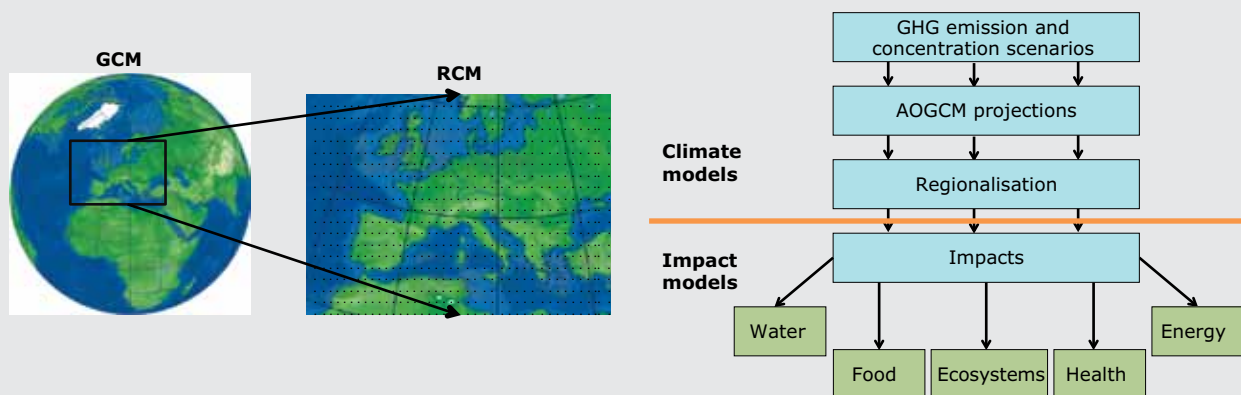 GCM
RCM
GHG emission and
concentration scenarios
AOGCM projections
Climate
models
Regionalisation
Impact
models
Impacts
Water
Energy
Food
Ecosystems
Health